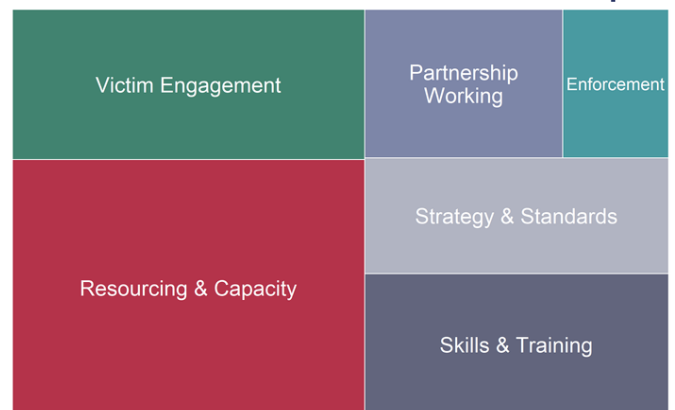 Victim Engagement
Partnership
Working
Enforcement
Strategy & Standards
Resourcing & Capacity
Skills & Training